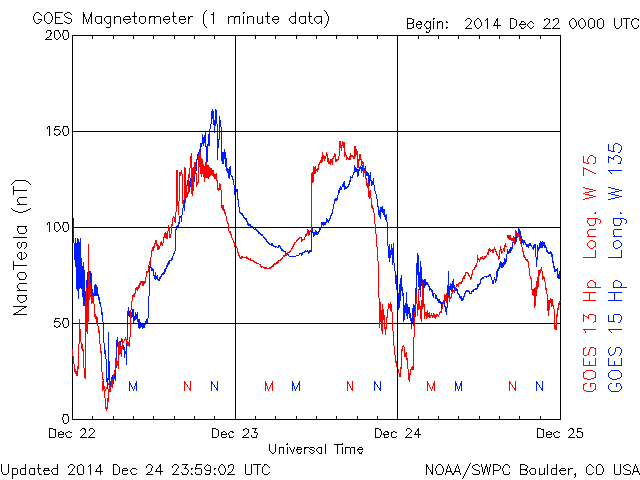 GOES Magnetometer (1 minute data)
Begin: 2014 Dec 22 0000 UTC
200
150
100
50
0
NanoTesla (nT)
M N N M M N N M M N N
Dec 22 Dec 23 Dec 24 Dec 25
Universal Time
GOES 13 Hp Long. W 75
GOES 15 Hp Long. W 135
Updated 2014 Dec 24 23:59:02 UTC
NOAA/SWPC Boulder, CO USA